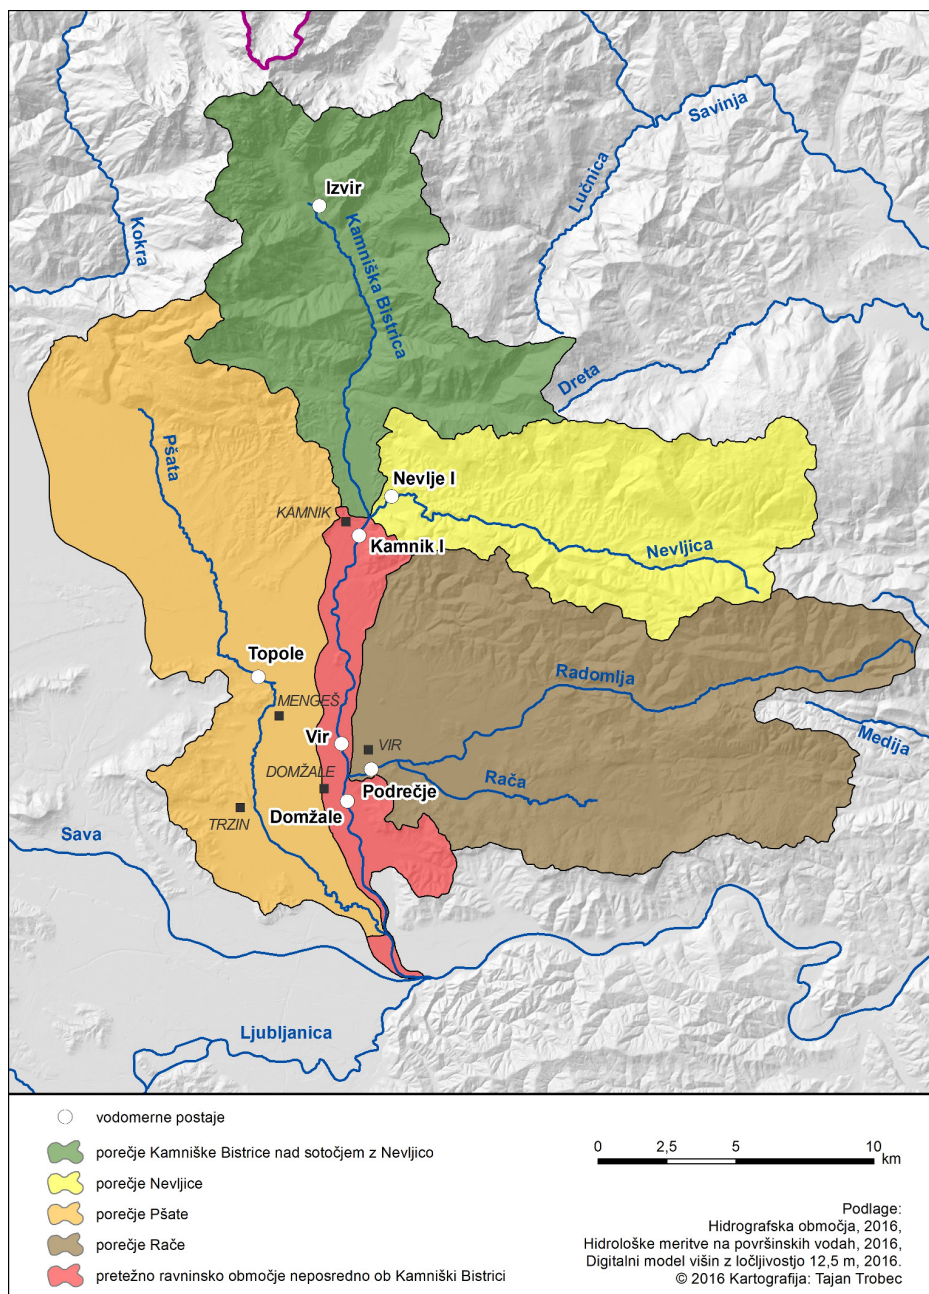 Savinja
Lučnica
Izvir
Kokra
Kamniška Bistrica
Dreta
Pšata
Nevlje I
KAMNIK
Kamnik I
Nevljica
Topole
Radomlja
MENGEŠ
Vir
VIR
Medija
DOMŽALE
Rača
Podrečje
Domžale
TRZIN
Sava
Ljubljanica
vodomerne postaje
porečje Kamniške Bistrice nad sotočjem z Nevljico
porečje Nevljice
porečje Pšate
porečje Rače
pretežno ravninsko območje neposredno ob Kamniški Bistrici
0 2,5 5 10
km
Podlage:
Hidrografska območja, 2016,
Hidrološke meritve na površinskih vodah, 2016,
Digitalni model višin z ločljivostjo 12,5 m, 2016.
© 2016 Kartografija: Tajan Trobec